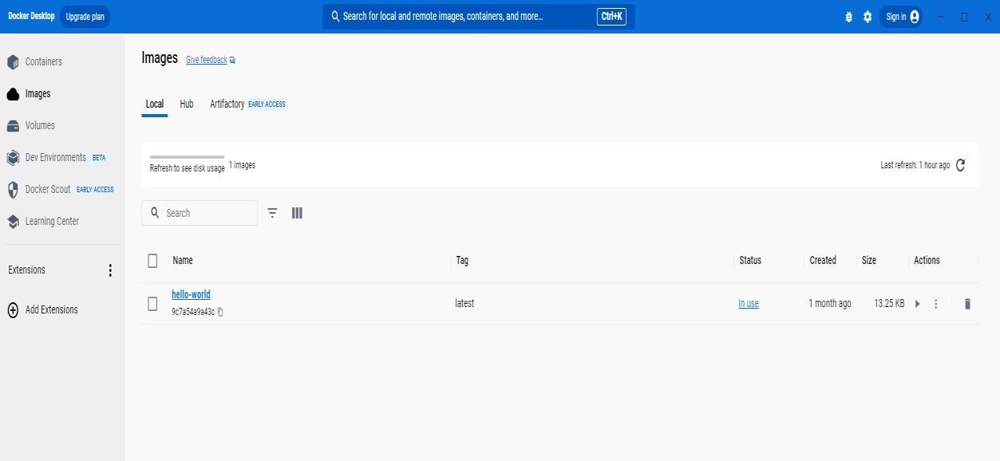 Docker Desktop Upgrade plan Search for local and remote images, containers, and more... Ctrl+K Sign in
Containers
Images
Volumes
Dev Environments BETA
Docker Scout EARLY ACCESS
Learning Center
Extensions
Add Extensions
Images Give feedback
Local Hub Artifactory EARLY ACCESS
Refresh to see disk usage 1 images Last refresh: 1 hour ago
Search
Name Tag Status Created Size Actions
hello-world
9c7a54a9a43c
latest In use 1 month ago 13.25 KB